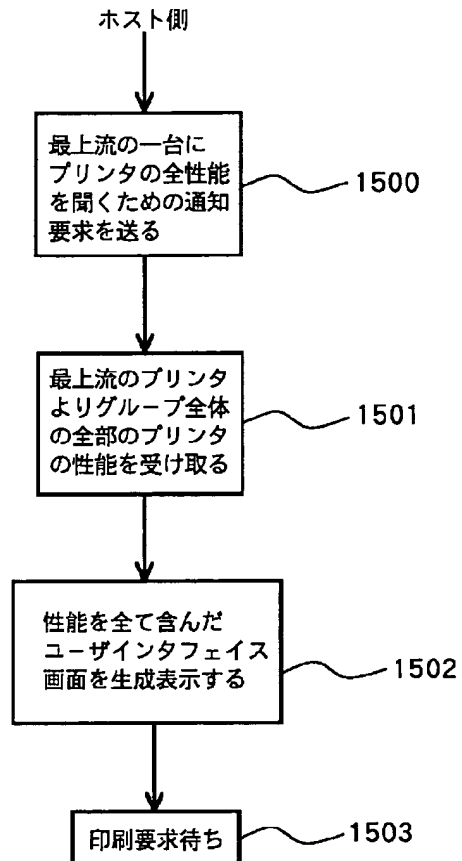 ホスト側
最上流の一台に
プリンタの全性能
を聞くための通知
要求を送る
1500
最上流のプリンタ
よりグループ全体
の全部のプリンタ
の性能を受け取る
1501
性能を全て含んだ
ユーザインタフェイス
画面を生成表示する
1502
印刷要求待ち
1503